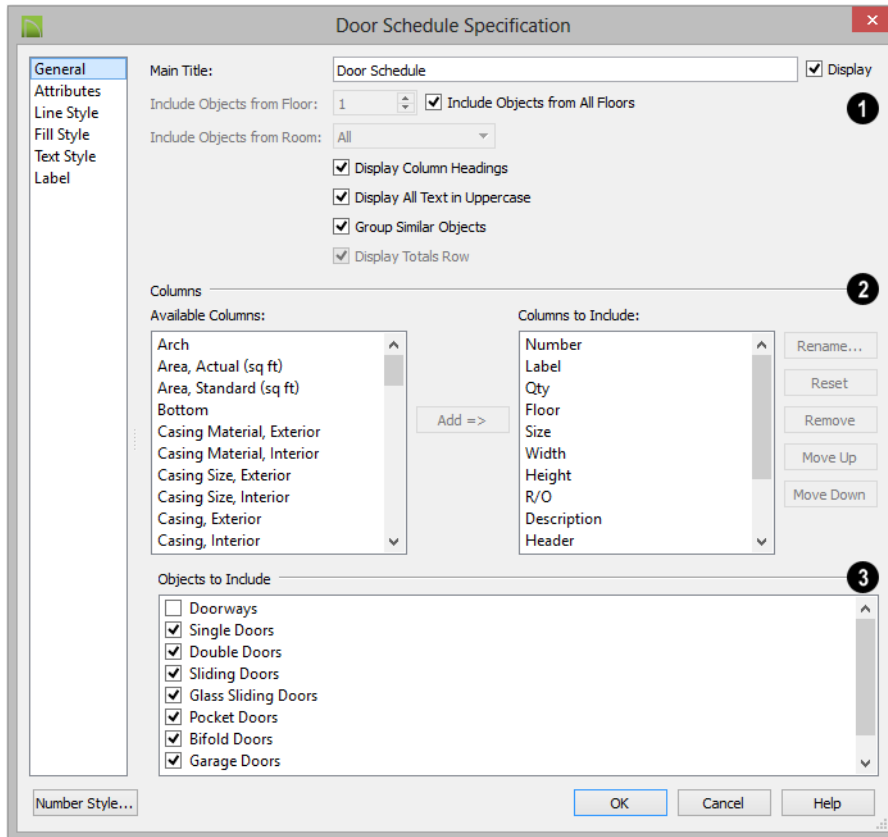 Door Schedule Specification
General
Attributes
Line Style
Fill Style
Text Style
Label
Main Title: Door Schedule Display
1
Include Objects from Floor: 1 Include Objects from All Floors
Include Objects from Room: All
Display Column Headings
Display All Text in Uppercase
Group Similar Objects
Display Totals Row
Columns
2
Available Columns:
Arch
Area, Actual (sq ft)
Area, Standard (sq ft)
Bottom
Casing Material, Exterior
Casing Material, Interior
Casing Size, Exterior
Casing Size, Interior
Casing, Exterior
Casing, Interior
Add =>
Columns to Include:
Number
Label
Qty
Floor
Size
Width
Height
R/O
Description
Header
Rename...
Reset
Remove
Move Up
Move Down
Objects to Include
3
Doorways
Single Doors
Double Doors
Sliding Doors
Glass Sliding Doors
Pocket Doors
Bifold Doors
Garage Doors
Number Style... OK Cancel Help